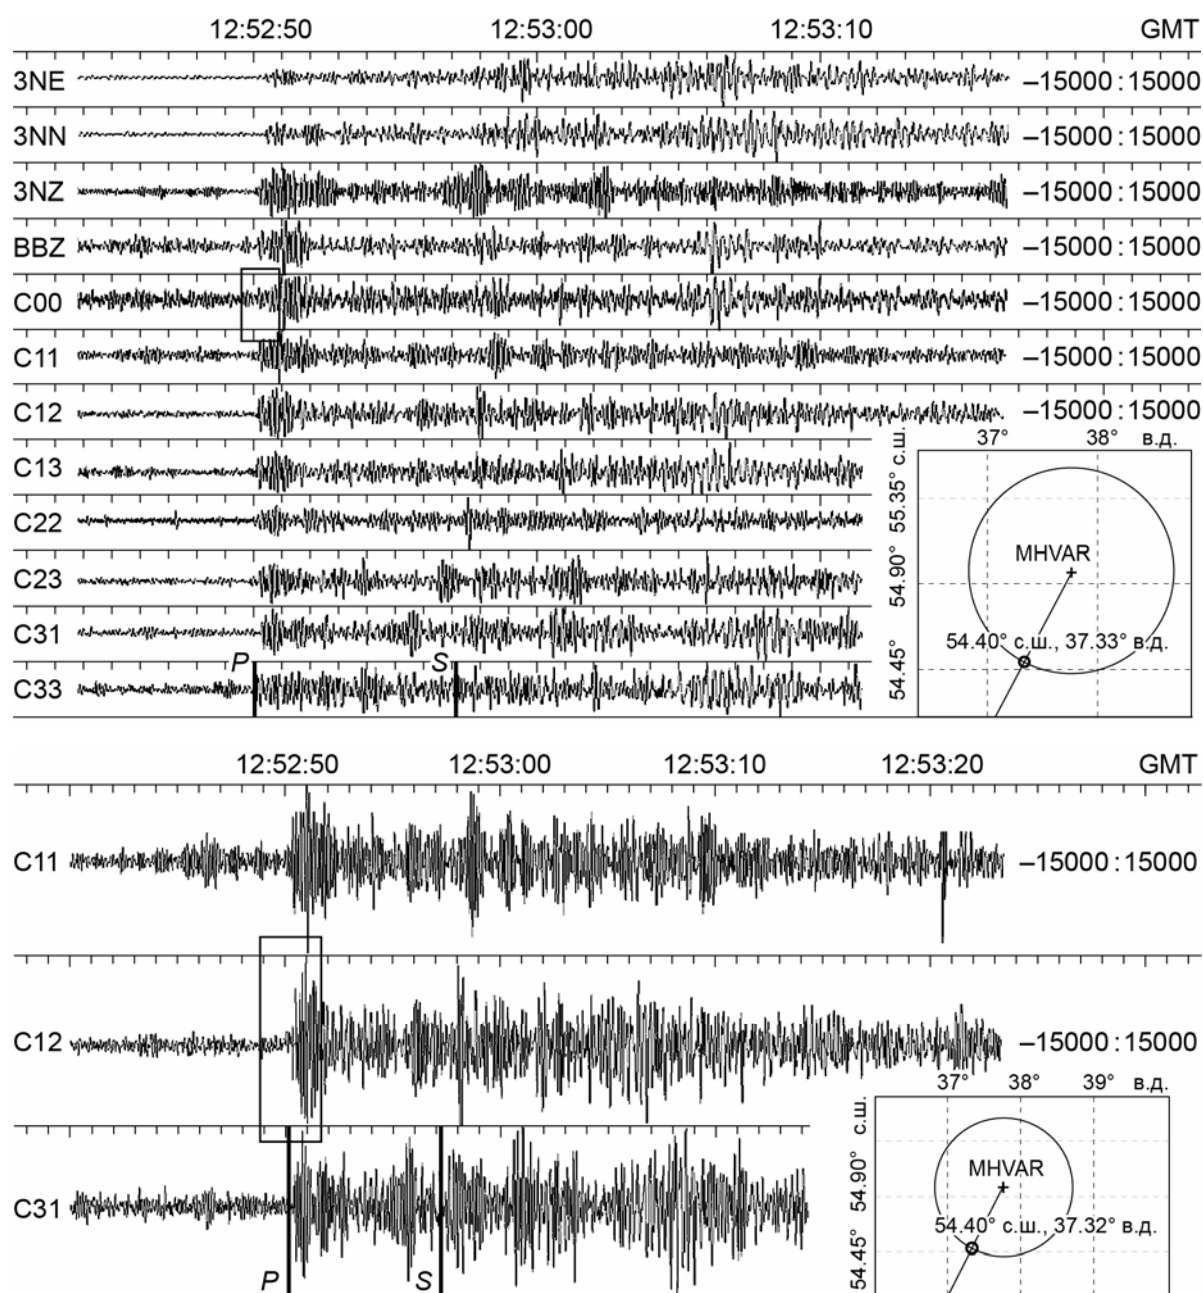 12:52:50 12:53:00 12:53:10 GMT
3NE –15000 : 15000
3NN –15000 : 15000
3NZ –15000 : 15000
BBZ –15000 : 15000
C00 –15000 : 15000
C11 –15000 : 15000
C12 –15000 : 15000
C13
C22
C23
C31
C33
P S
37° 38° в.д.
54.45° 54.90° 55.35° с.ш.
MHVAR
54.40° с.ш., 37.33° в.д.
12:52:50 12:53:00 12:53:10 12:53:20 GMT
C11 –15000 : 15000
C12 –15000 : 15000
C31
P S
37° 38° 39° в.д.
54.45° 54.90° с.ш.
MHVAR
54.40° с.ш., 37.32° в.д.